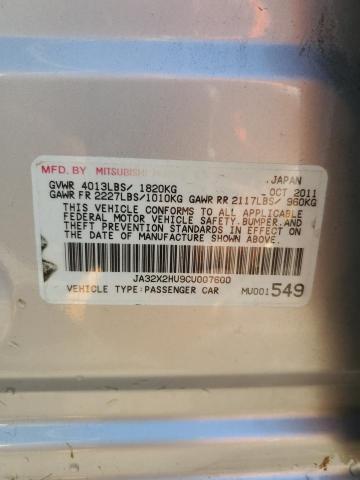 MFD. BY MITSUBISHI
JAPAN
GVWR 4013LBS/ 1820KG OCT 2011
GAWR FR 2227LBS/1010KG GAWR RR 2117LBS/ 960KG
THIS VEHICLE CONFORMS TO ALL APPLICABLE
FEDERAL MOTOR VEHICLE SAFETY, BUMPER, AND
THEFT PREVENTION STANDARDS IN EFFECT ON
THE DATE OF MANUFACTURE SHOWN ABOVE.
JA32X2HU9CU007600
VEHICLE TYPE:PASSENGER CAR MU001549